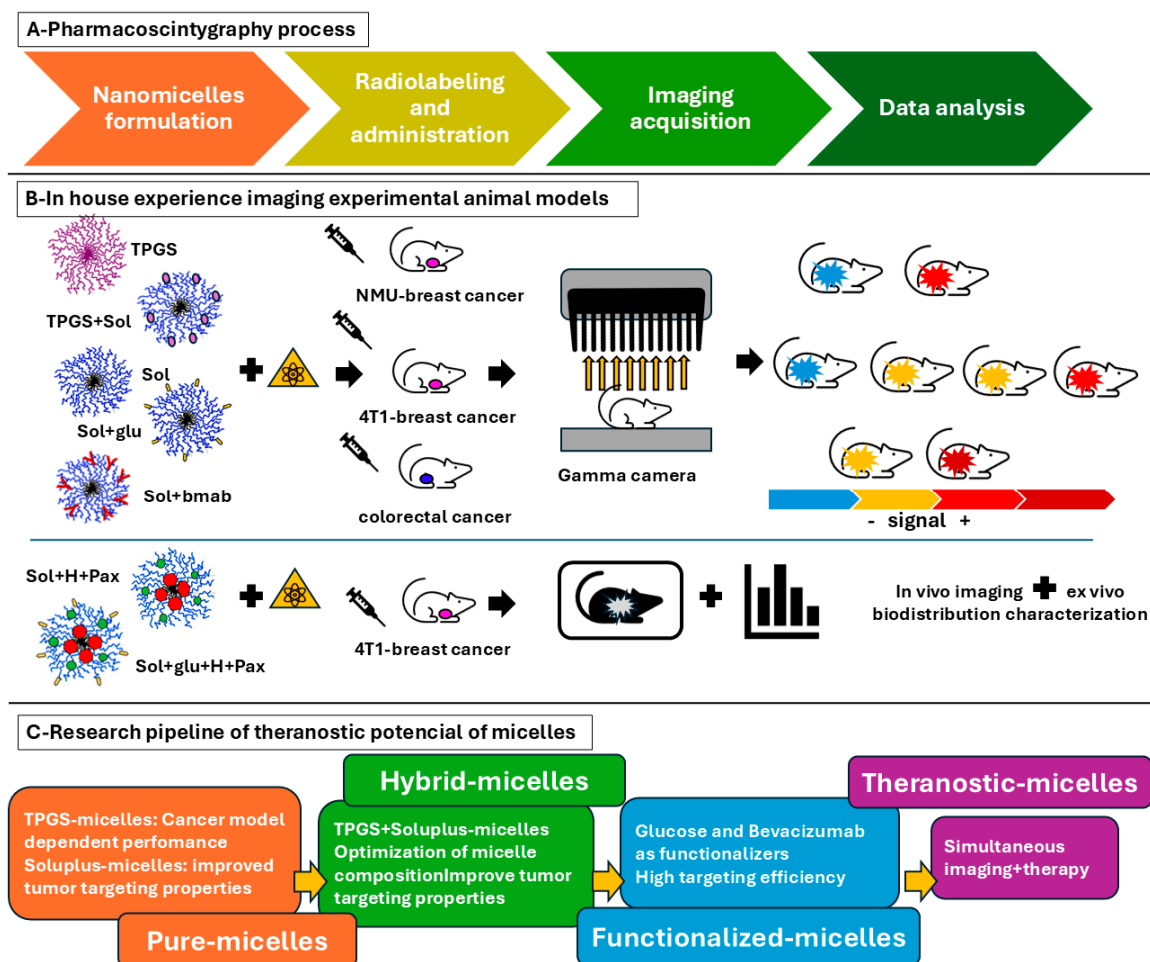 A-Pharmacoscintygraphy process
Nanomicelles
formulation
Radiolabeling
and
administration
Imaging
acquisition
Data analysis
B-In house experience imaging experimental animal models
TPGS
TPGS+Sol
Sol
Sol+glu
Sol+bmab
NMU-breast cancer
4T1-breast cancer
colorectal cancer
Gamma camera
- signal +
Sol+H+Pax
Sol+glu+H+Pax
4T1-breast cancer
In vivo imaging + ex vivo
biodistribution characterization
C-Research pipeline of theranostic potencial of micelles
TPGS-micelles: Cancer model
dependent perfomance
Soluplus-micelles: improved
tumor targeting properties
Pure-micelles
Hybrid-micelles
TPGS+Soluplus-micelles
Optimization of micelle
compositionImprove tumor
targeting properties
Glucose and Bevacizumab
as functionalizers
High targeting efficiency
Functionalized-micelles
Theranostic-micelles
Simultaneous
imaging+therapy